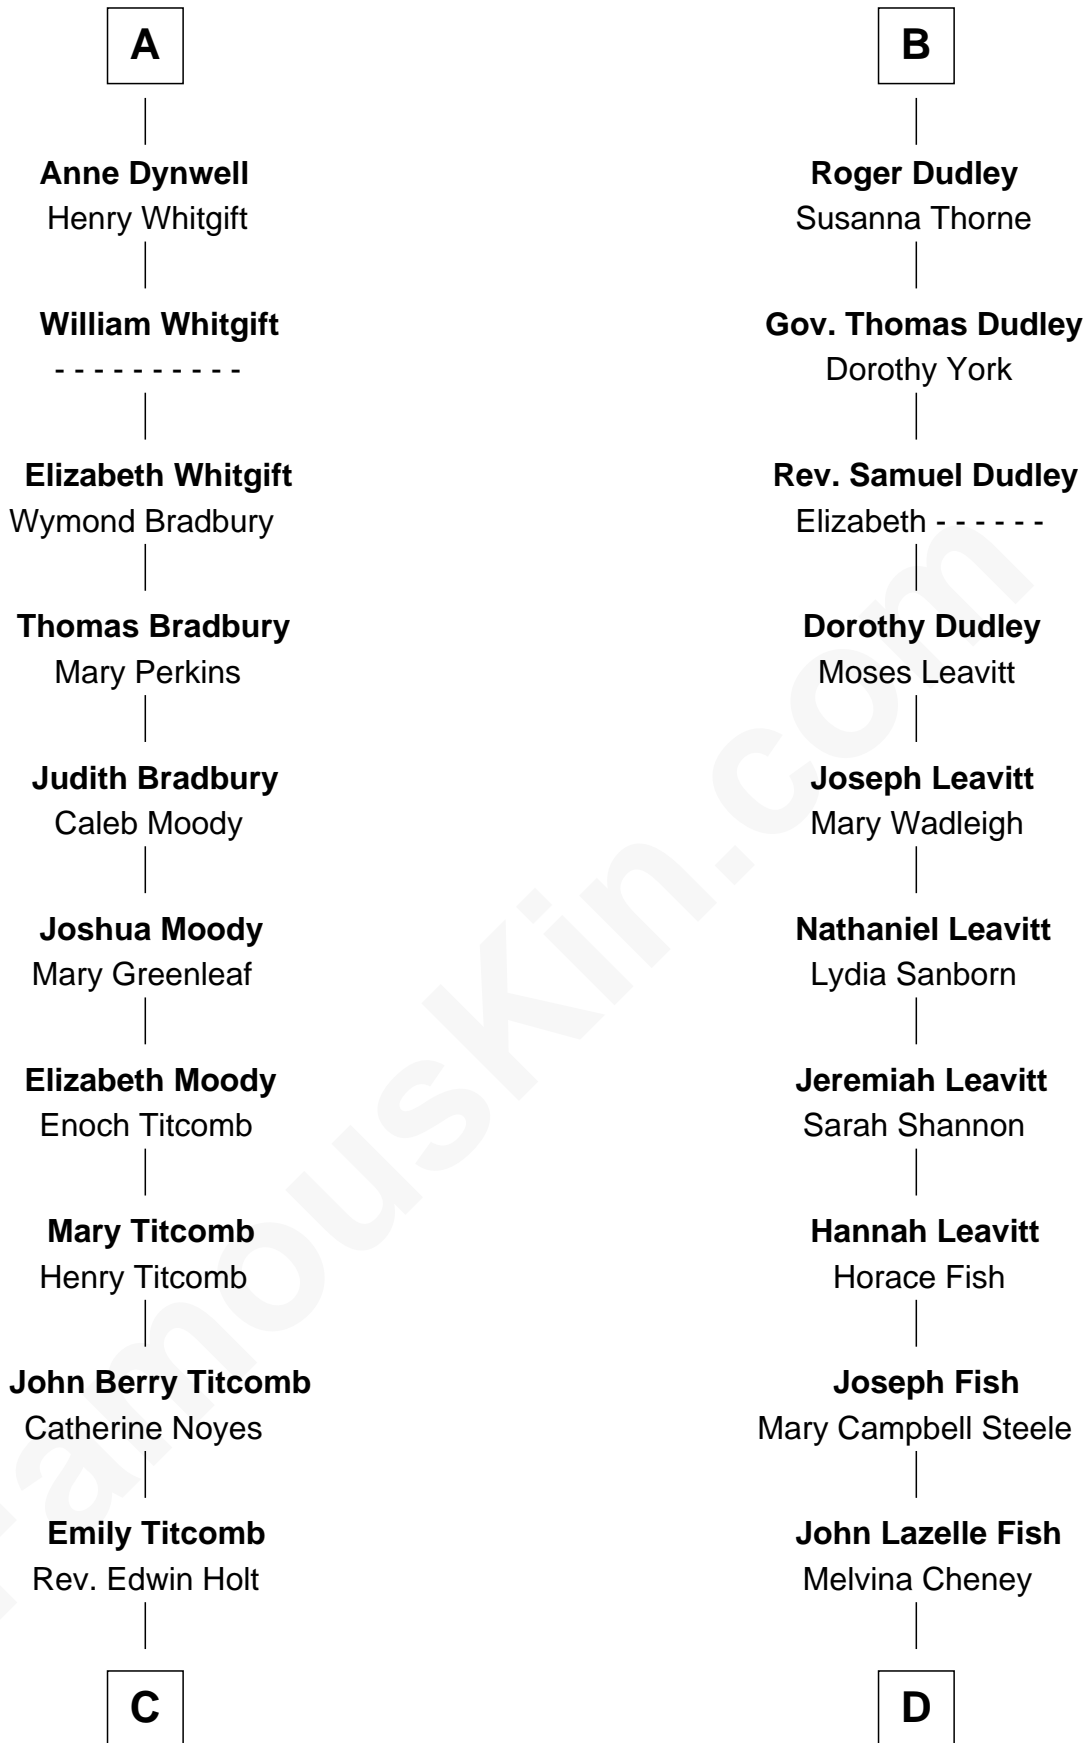 A
Anne Dynwell
Henry Whitgift
William Whitgift
- - - - - - - - - -
Elizabeth Whitgift
Wymond Bradbury
Thomas Bradbury
Mary Perkins
Judith Bradbury
Caleb Moody
Joshua Moody
Mary Greenleaf
Elizabeth Moody
Enoch Titcomb
Mary Titcomb
Henry Titcomb
John Berry Titcomb
Catherine Noyes
Emily Titcomb
Rev. Edwin Holt
C
B
Roger Dudley
Susanna Thorne
Gov. Thomas Dudley
Dorothy York
Rev. Samuel Dudley
Elizabeth - - - - - -
Dorothy Dudley
Moses Leavitt
Joseph Leavitt
Mary Wadleigh
Nathaniel Leavitt
Lydia Sanborn
Jeremiah Leavitt
Sarah Shannon
Hannah Leavitt
Horace Fish
Joseph Fish
Mary Campbell Steele
John Lazelle Fish
Melvina Cheney
D
FamousKin.com